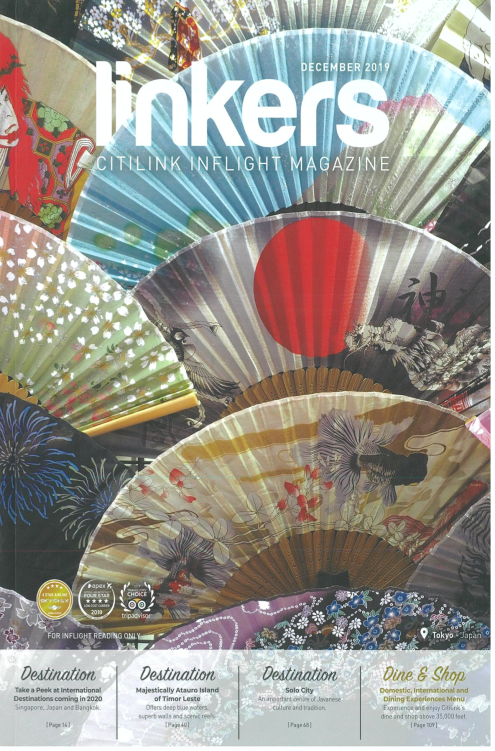 DECEMBER 2019
linkers
CITILINK INFLIGHT MAGAZINE
神
apex
FOUR STAR
LOW-COST CARRIER
2019
CHOICE
tripadvisor
FOR INFLIGHT READING ONLY
Tokyo - Japan
Destination
Take a Peek at International
Destinations coming in 2020
Singapore, Japan and Bangkok.
[Page 14]
Destination
Majestically Atauro Island
of Timor Leste
Offers deep blue waters,
superb walls and scenic reefs.
[Page 40]
Destination
Solo City
An important centre of Javanese
culture and tradition.
[Page 48]
Dine & Shop
Domestic, International and
Dining Experiences Menu
Experience and enjoy Citilink's
dine and shop above 35,000 feet.
[Page 109]